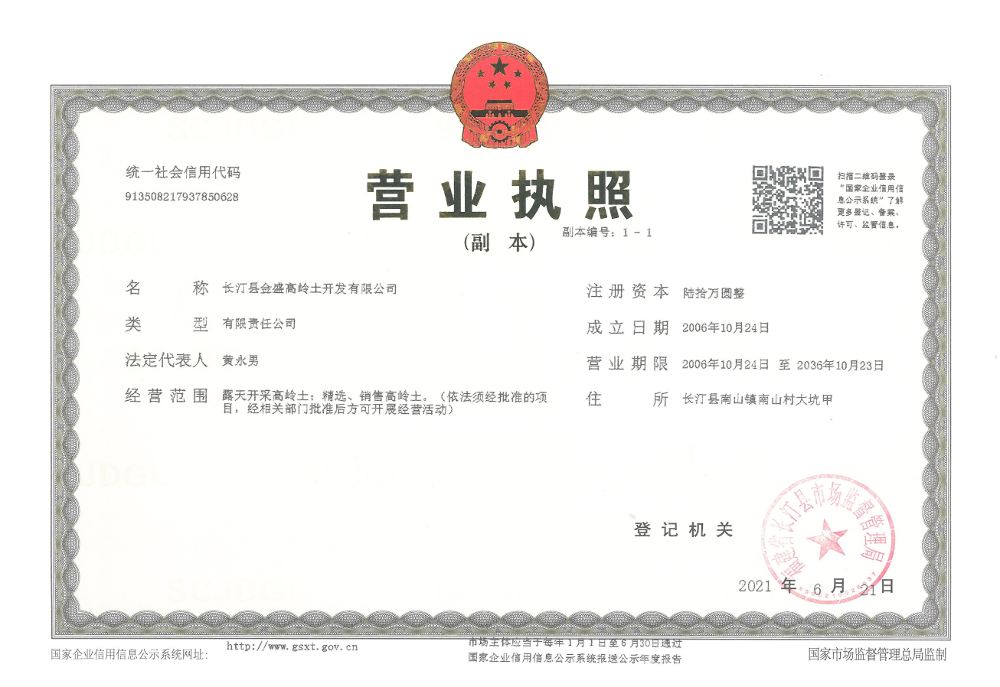 统一社会信用代码
913508217937850628
营业执照
(副 本)
副本编号：1-1
扫描二维码登录
“国家企业信用信
息公示系统”了解
更多登记、备案、
许可、监管信息。
名称 长汀县金盛高岭土开发有限公司
类型 有限责任公司
法定代表人 黄永男
经营范围 露天开采高岭土；精选、销售高岭土。（依法须经批准的项
目，经相关部门批准后方可开展经营活动）
注册资本 陆拾万圆整
成立日期 2006年10月24日
营业期限 2006年10月24日 至 2036年10月23日
住所 长汀县南山镇南山村大坑甲
登记机关
福建省长汀县市场监督管理局
2021 年 6 月 21 日
国家企业信用信息公示系统网址：
http://www.gsxt.gov.cn
市场主体应当于每年1月1日至6月30日通过
国家企业信用信息公示系统报送公示年度报告
国家市场监督管理总局监制